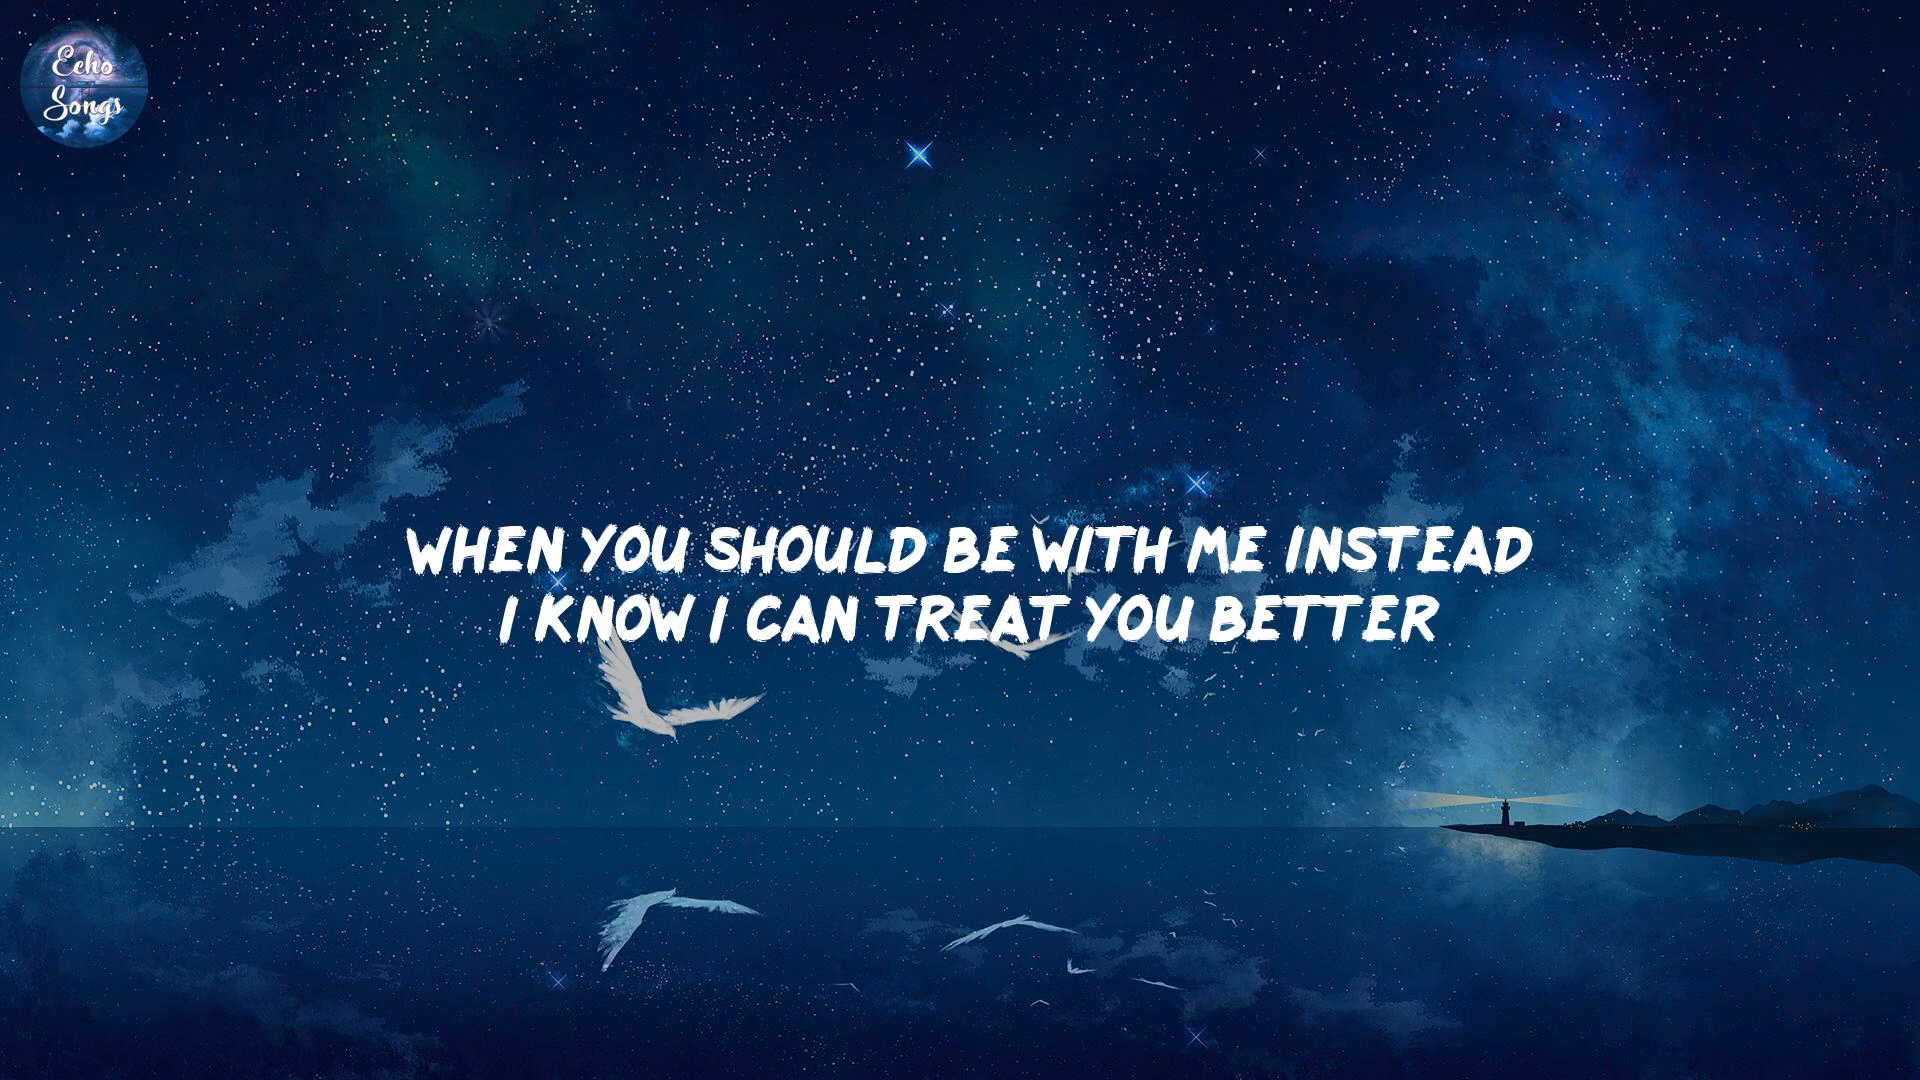 Echo
Songs
WHEN YOU SHOULD BE WITH ME INSTEAD
I KNOW I CAN TREAT YOU BETTER